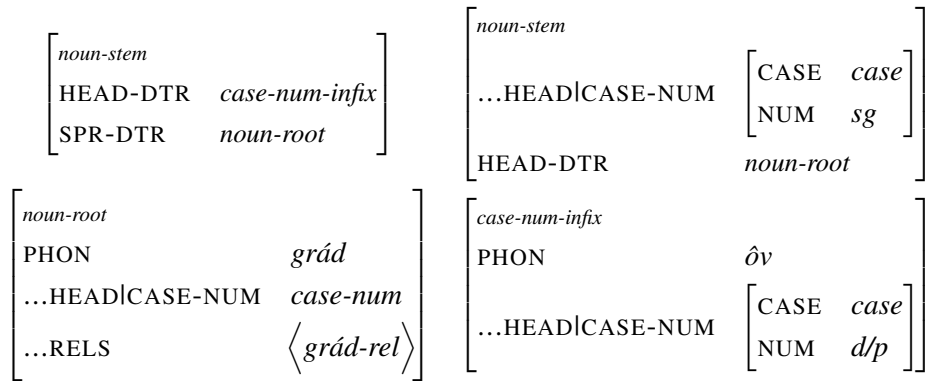 noun-stem
HEAD-DTR case-num-infix
SPR-DTR noun-root
noun-stem
...HEAD|CASE-NUM
CASE case
NUM sg
HEAD-DTR noun-root
noun-root
PHON grád
...HEAD|CASE-NUM case-num
...RELS ⟨grád-rel⟩
case-num-infix
PHON ôv
...HEAD|CASE-NUM
CASE case
NUM d/p